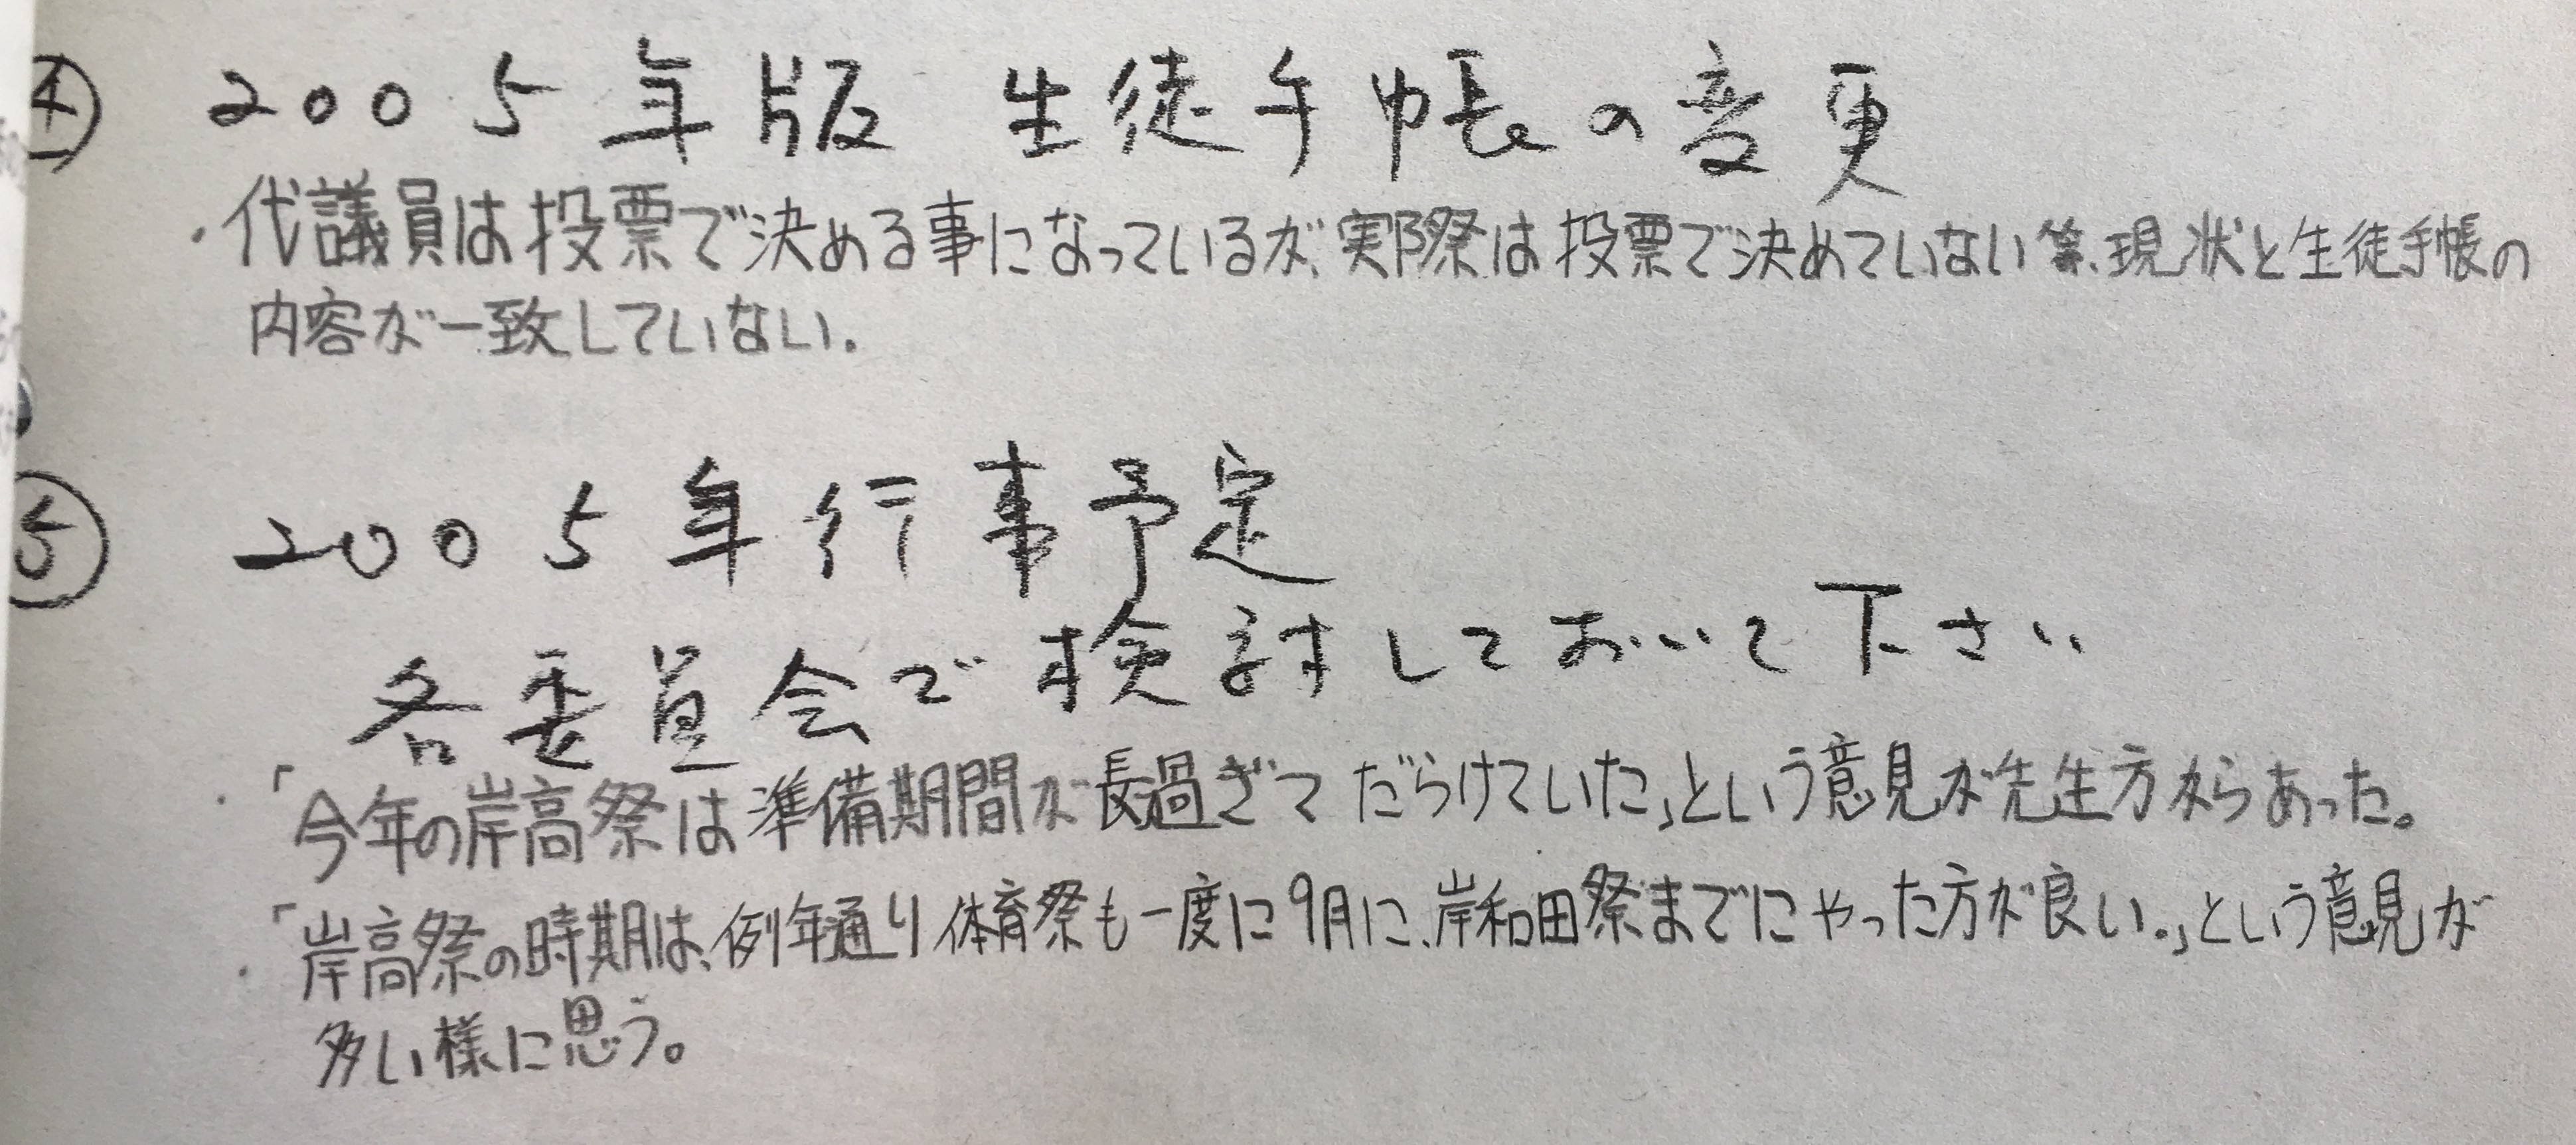 ④ 2005年版 生徒手帳の変更
・代議員は投票で決める事になっているが、実際は投票で決めていない等、現状と生徒手帳の
内容が一致していない.
⑤ 2005年行事予定
各委員会で検討しておいて下さい
・「今年の岸高祭は準備期間が長過ぎてだらけていた」という意見が先生方からあった。
・「岸高祭の時期は、例年通り体育祭も一度に9月に、岸和田祭までにやった方が良い.」という意見が
多い様に思う。